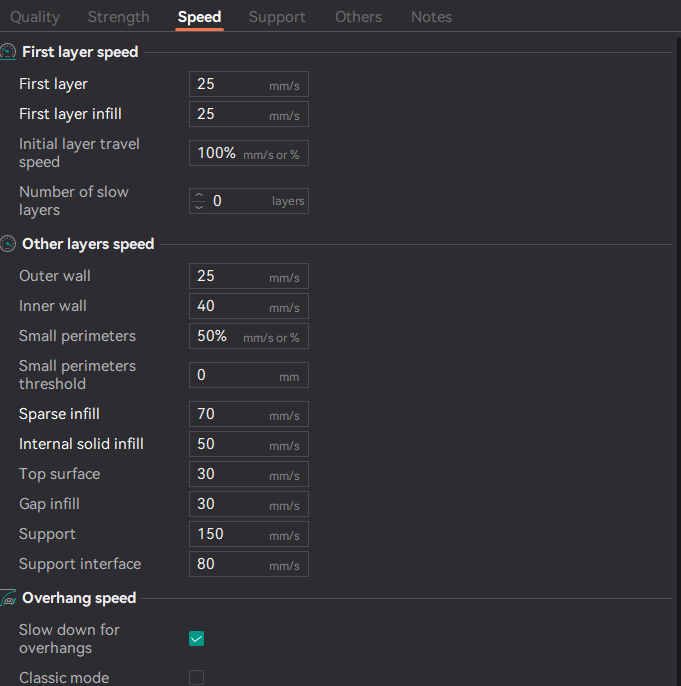 Quality Strength Speed Support Others Notes
First layer speed
First layer 25 mm/s
First layer infill 25 mm/s
Initial layer travel
speed 100% mm/s or %
Number of slow
layers 0 layers
Other layers speed
Outer wall 25 mm/s
Inner wall 40 mm/s
Small perimeters 50% mm/s or %
Small perimeters
threshold 0 mm
Sparse infill 70 mm/s
Internal solid infill 50 mm/s
Top surface 30 mm/s
Gap infill 30 mm/s
Support 150 mm/s
Support interface 80 mm/s
Overhang speed
Slow down for
overhangs
Classic mode